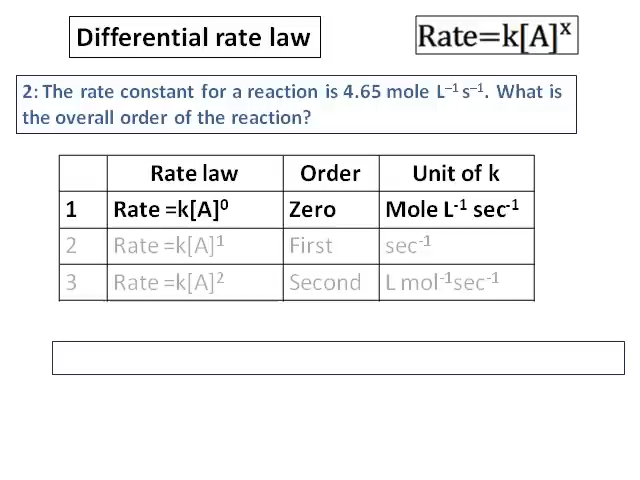 Differential rate law
Rate=k[A]ˣ
2: The rate constant for a reaction is 4.65 mole L⁻¹ s⁻¹. What is
the overall order of the reaction?
Rate law Order Unit of k
1 Rate =k[A]⁰ Zero Mole L⁻¹ sec⁻¹
2 Rate =k[A]¹ First sec⁻¹
3 Rate =k[A]² Second L mol⁻¹sec⁻¹